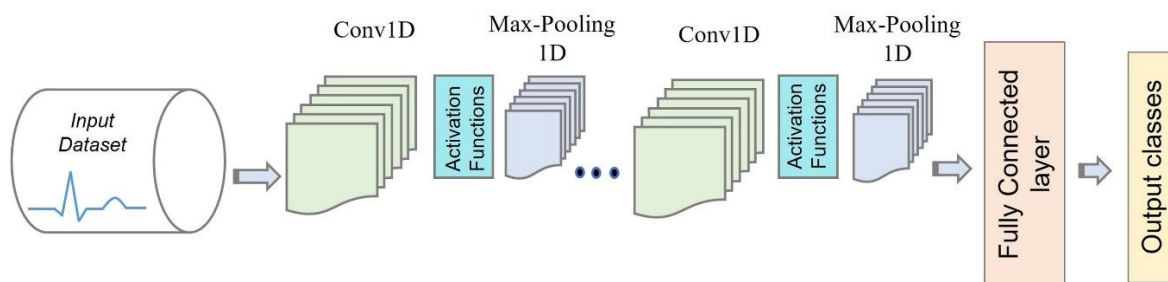 Input
Dataset
Conv1D
Activation
Functions
Max-Pooling
1D
Conv1D
Activation
Functions
Max-Pooling
1D
Fully Connected
layer
Output classes